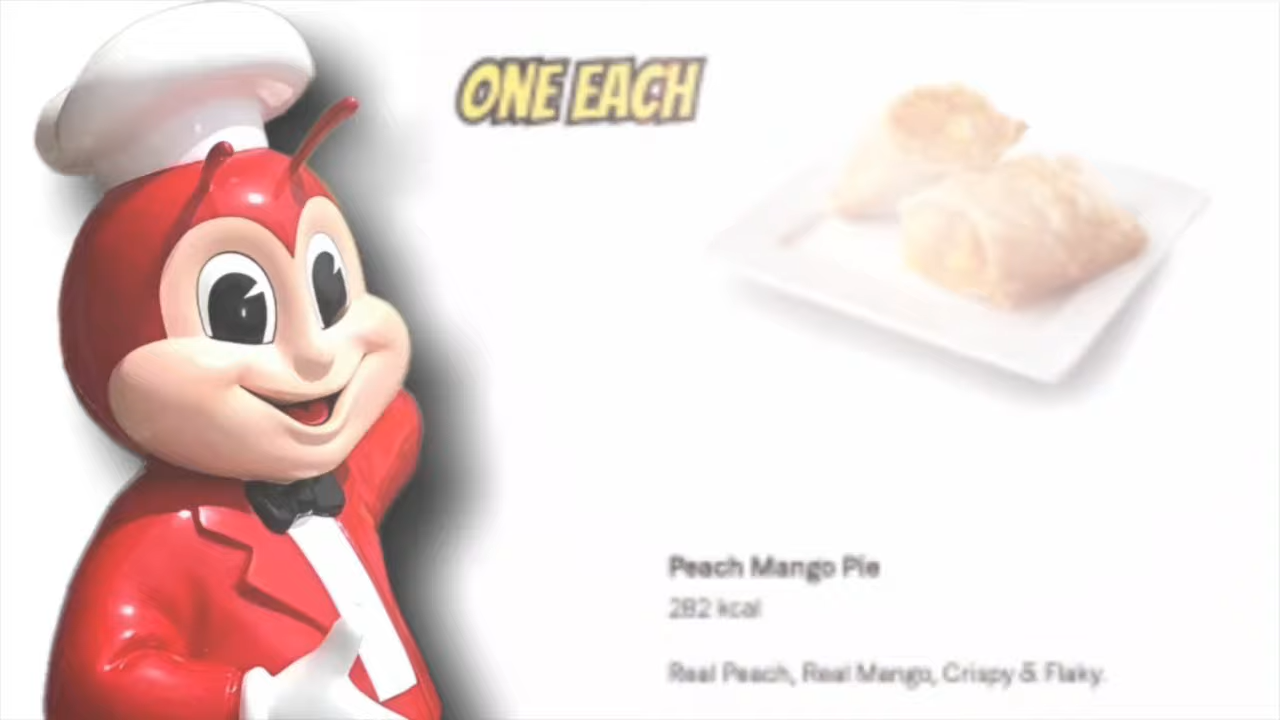 ONE EACH
Peach Mango Pie
282 kcal
Real Peach, Real Mango, Crispy & Flaky.